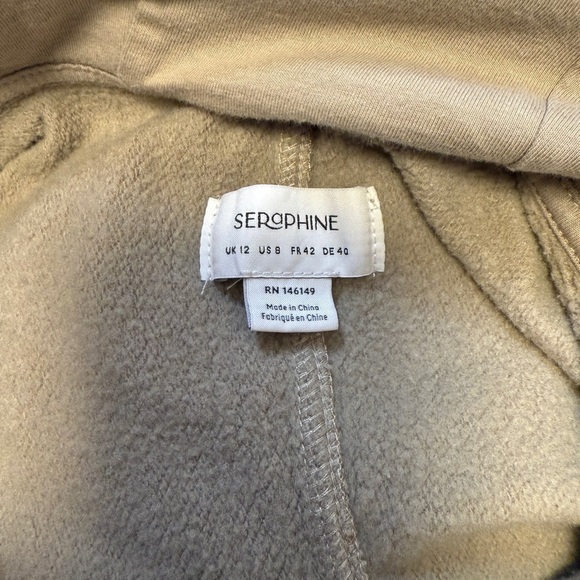 SERaPHINE
UK 12 US 8 FR 42 DE 40
RN 146149
Made in China
Fabriqué en Chine